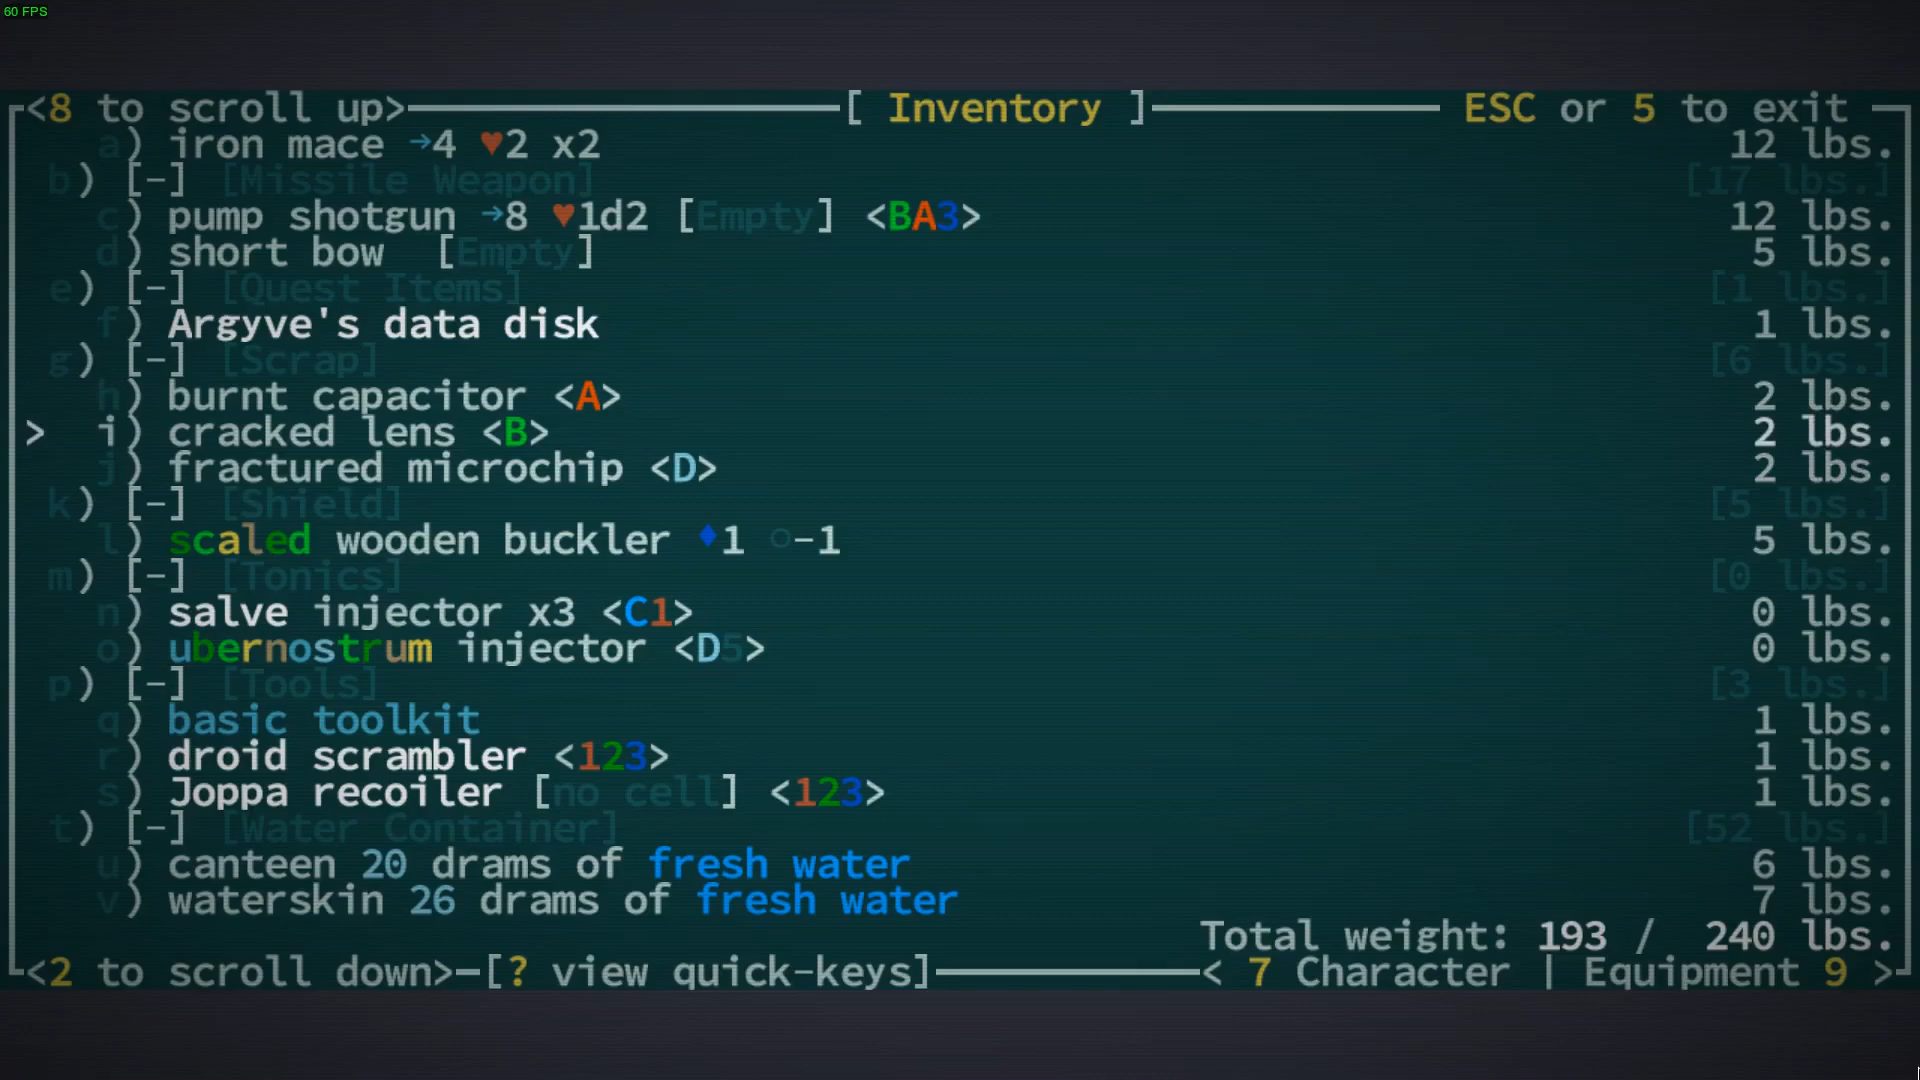 60 FPS
<8 to scroll up> [ Inventory ] ESC or 5 to exit
a) iron mace →4 ♥2 x2 12 lbs.
b) [-] [Missile Weapon] [17 lbs.]
c) pump shotgun →8 ♥1d2 [Empty] <BA3> 12 lbs.
d) short bow [Empty] 5 lbs.
e) [-] [Quest Items] [1 lbs.]
f) Argyve's data disk 1 lbs.
g) [-] [Scrap] [6 lbs.]
h) burnt capacitor <A> 2 lbs.
> i) cracked lens <B> 2 lbs.
j) fractured microchip <D> 2 lbs.
k) [-] [Shield] [5 lbs.]
l) scaled wooden buckler ♦1 ○-1 5 lbs.
m) [-] [Tonics] [0 lbs.]
n) salve injector x3 <C1> 0 lbs.
o) ubernostrum injector <D5> 0 lbs.
p) [-] [Tools] [3 lbs.]
q) basic toolkit 1 lbs.
r) droid scrambler <123> 1 lbs.
s) Joppa recoiler [no cell] <123> 1 lbs.
t) [-] [Water Container] [52 lbs.]
u) canteen 20 drams of fresh water 6 lbs.
v) waterskin 26 drams of fresh water 7 lbs.
Total weight: 193 / 240 lbs.
<2 to scroll down> [? view quick-keys] < 7 Character | Equipment 9 >